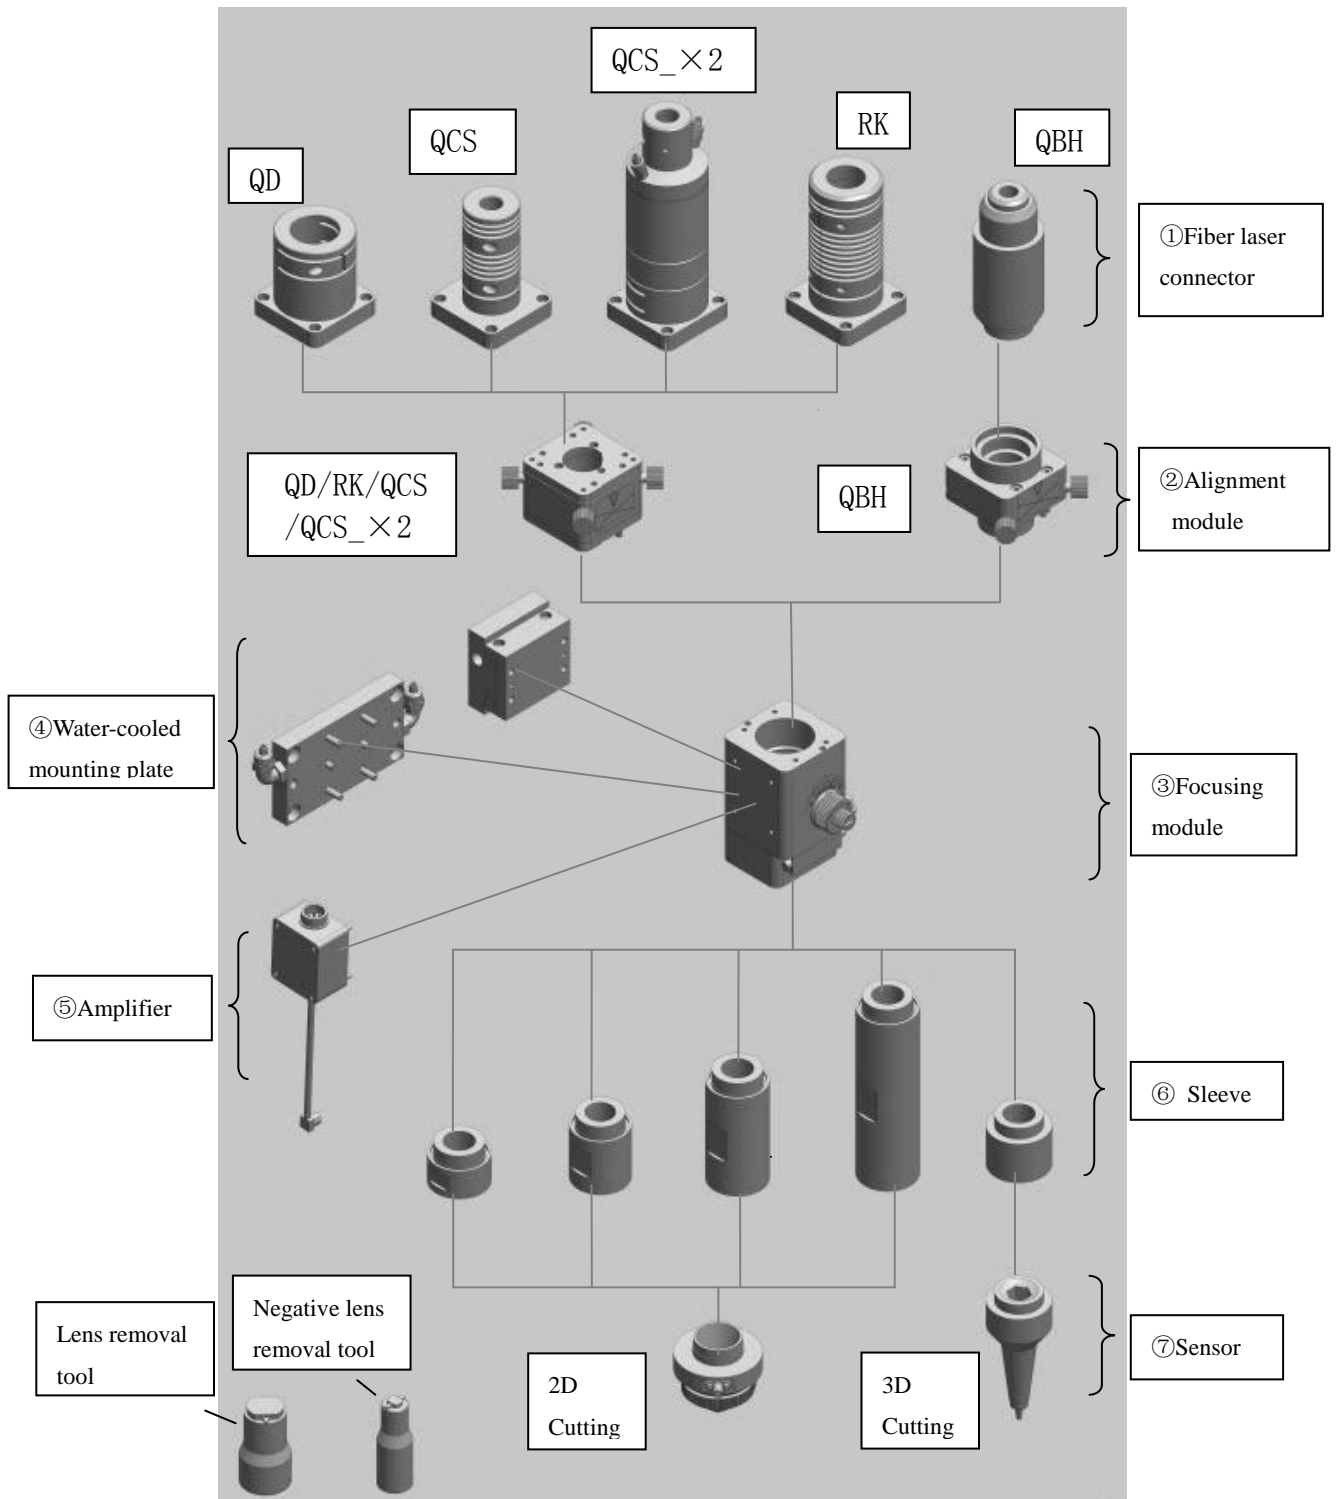 QCS_×2
RK
QCS
QBH
QD
①Fiber laser
connector
QD/RK/QCS
/QCS_×2
QBH
②Alignment
module
④Water-cooled
mounting plate
③Focusing
module
⑤Amplifier
⑥ Sleeve
Negative lens
removal tool
Lens removal
tool
2D
Cutting
3D
Cutting
⑦Sensor